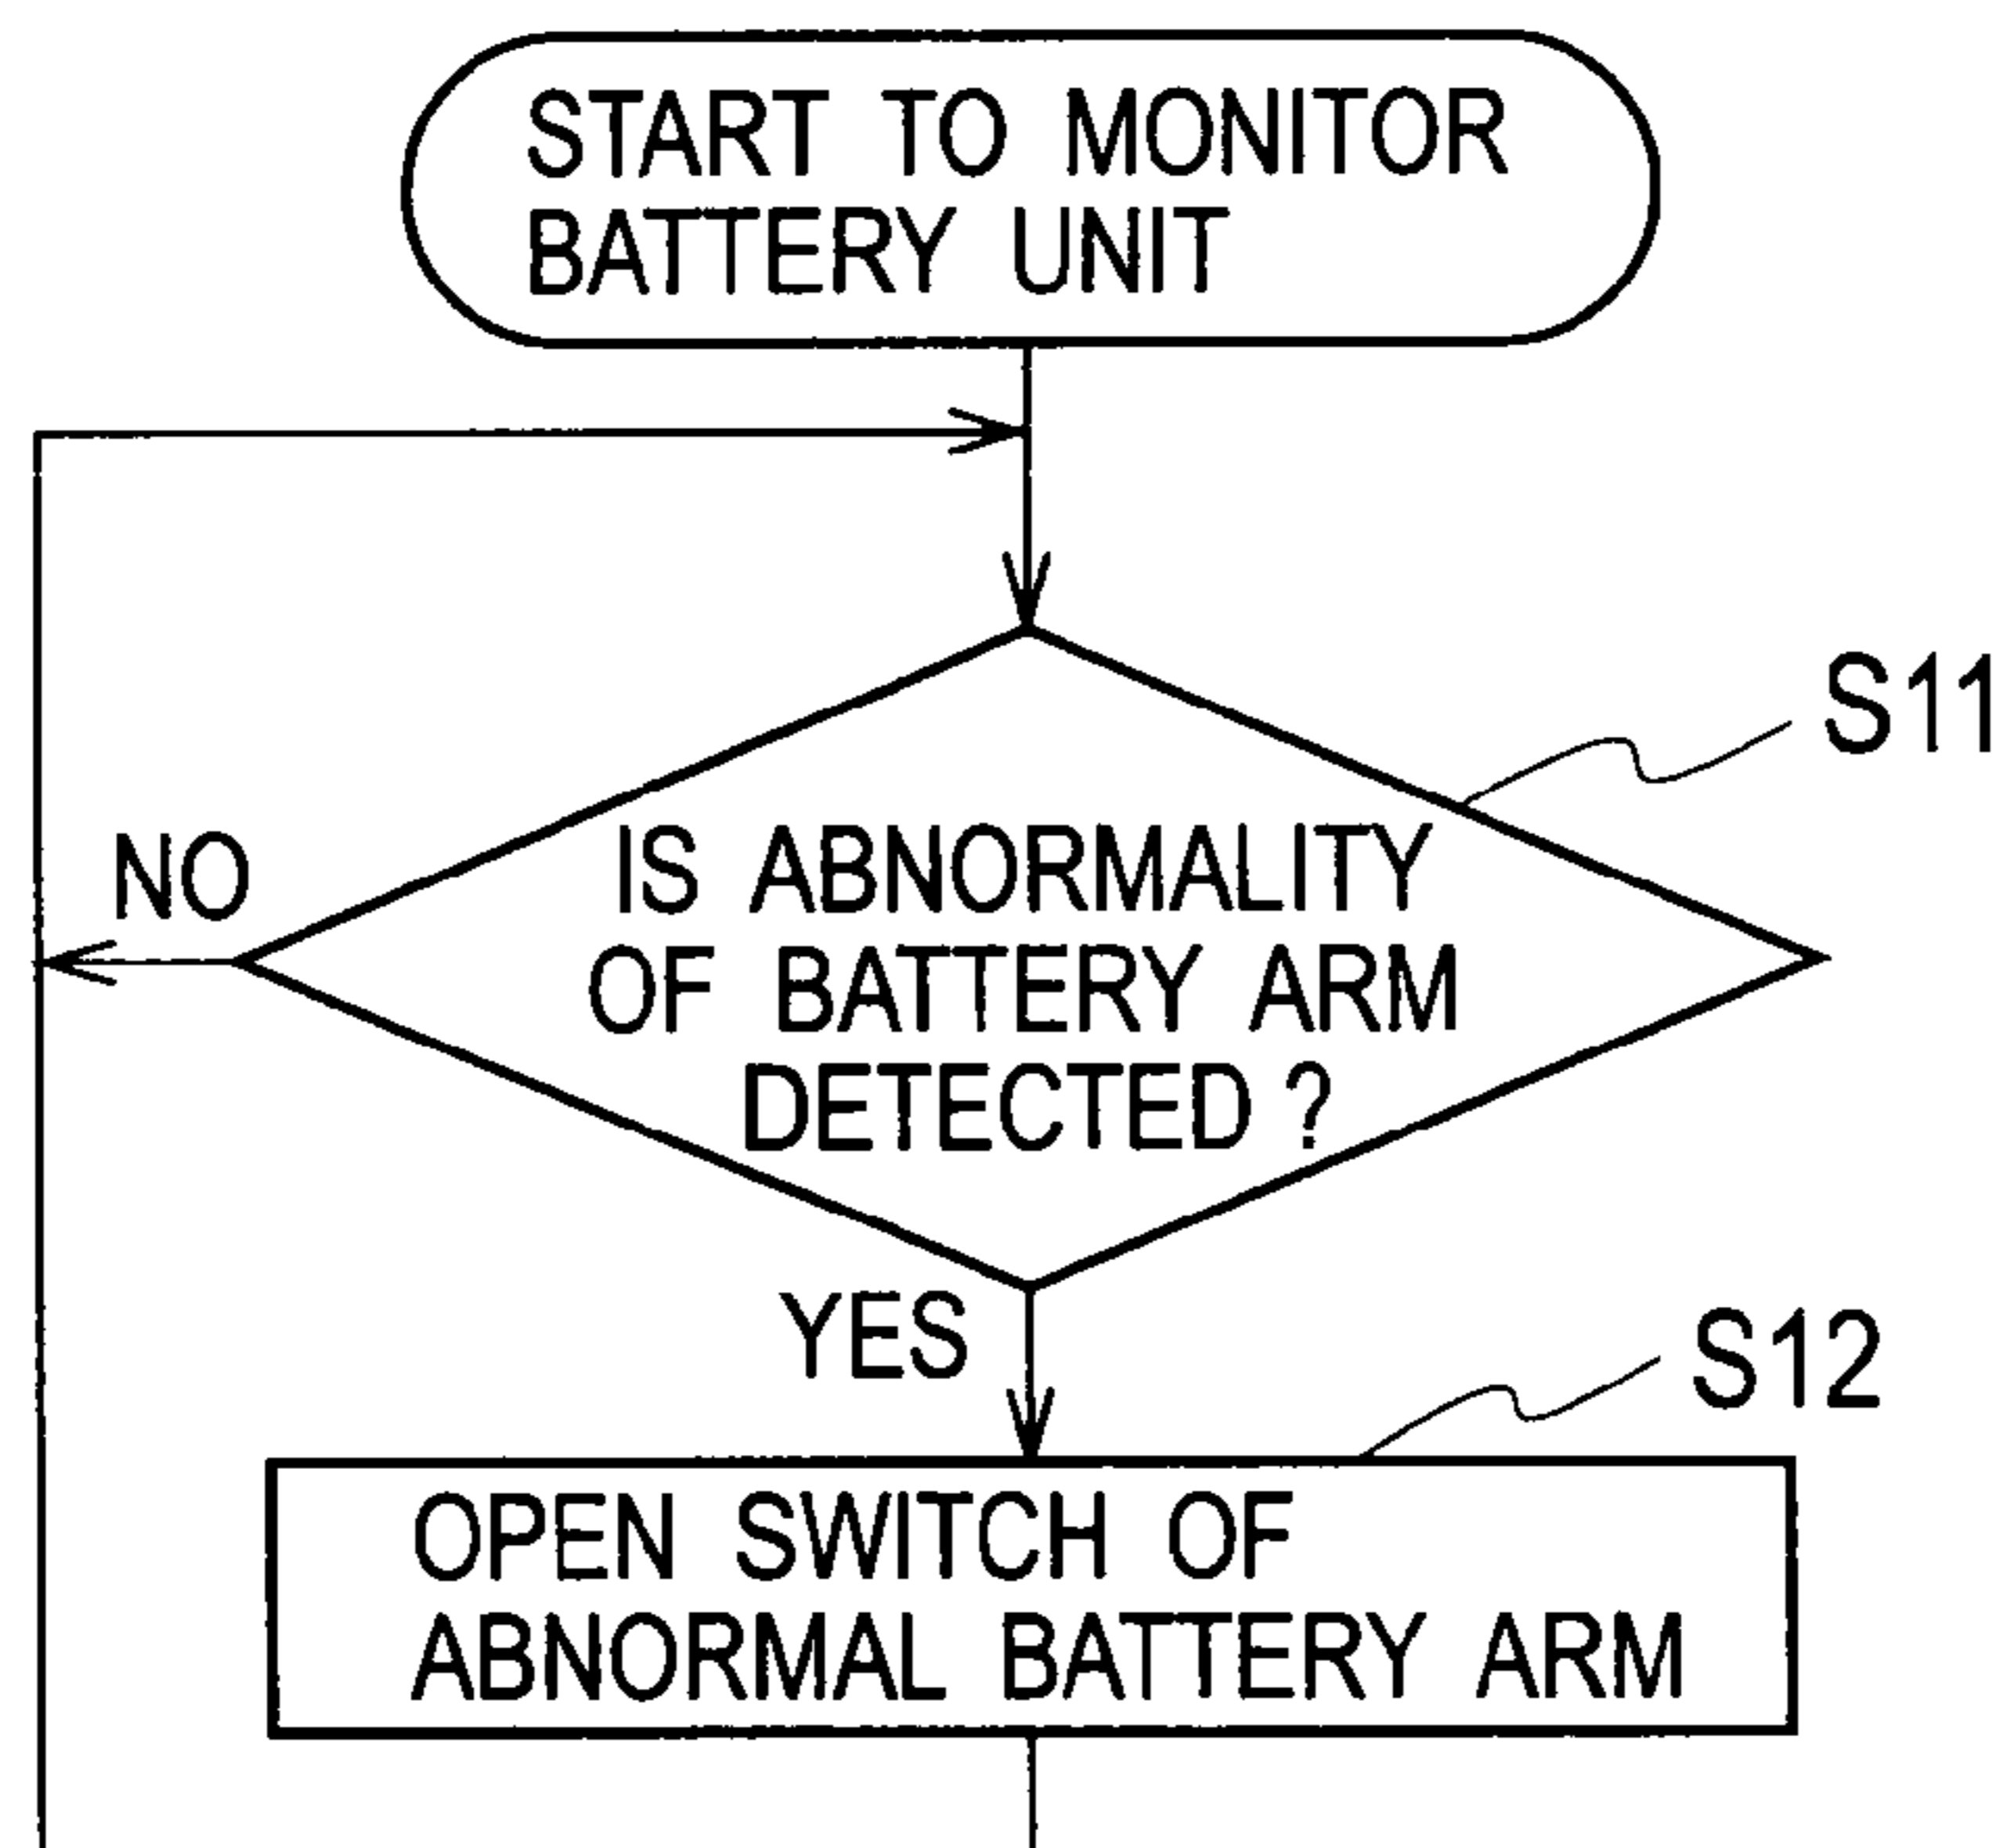 START TO MONITOR
BATTERY UNIT
S11
IS ABNORMALITY
OF BATTERY ARM
DETECTED ?
NO
YES
S12
OPEN SWITCH OF
ABNORMAL BATTERY ARM